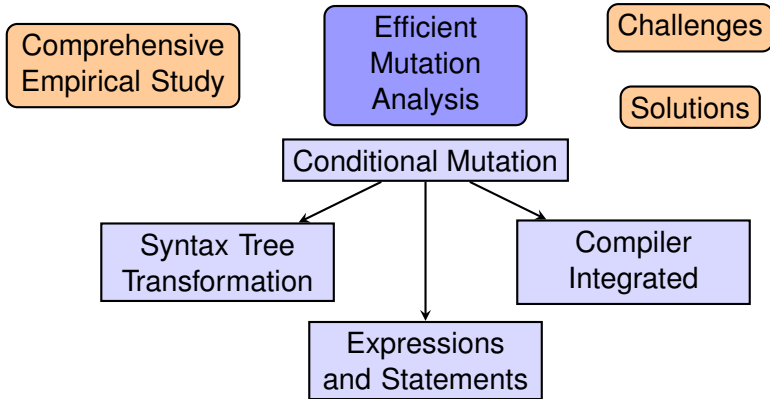 Comprehensive
Empirical Study
Efficient
Mutation
Analysis
Challenges
Solutions
Conditional Mutation
Syntax Tree
Transformation
Compiler
Integrated
Expressions
and Statements